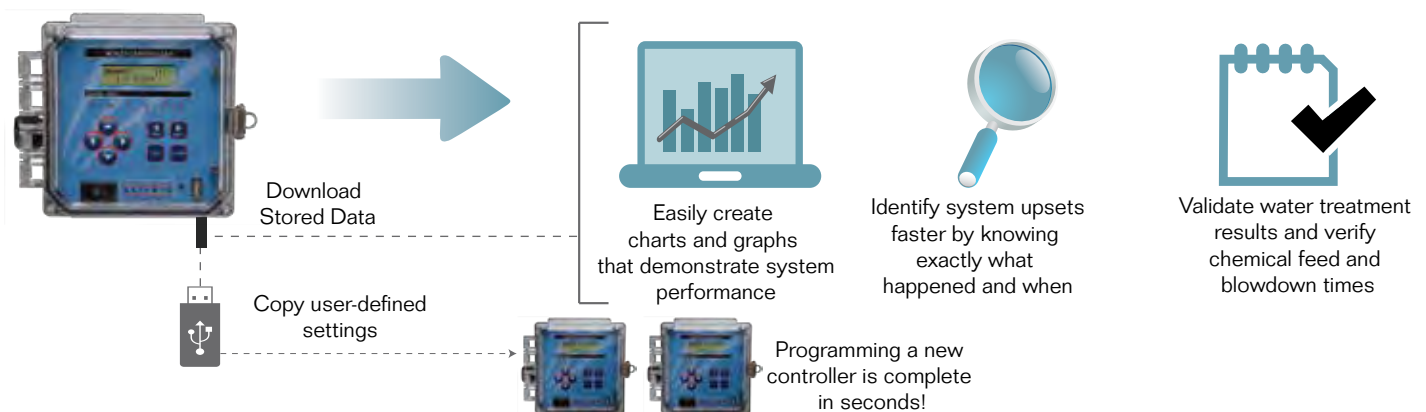 Download
Stored Data
Easily create
charts and graphs
that demonstrate system
performance
Identify system upsets
faster by knowing
exactly what
happened and when
Validate water treatment
results and verify
chemical feed and
blowdown times
Copy user-defined
settings
Programming a new
controller is complete
in seconds!